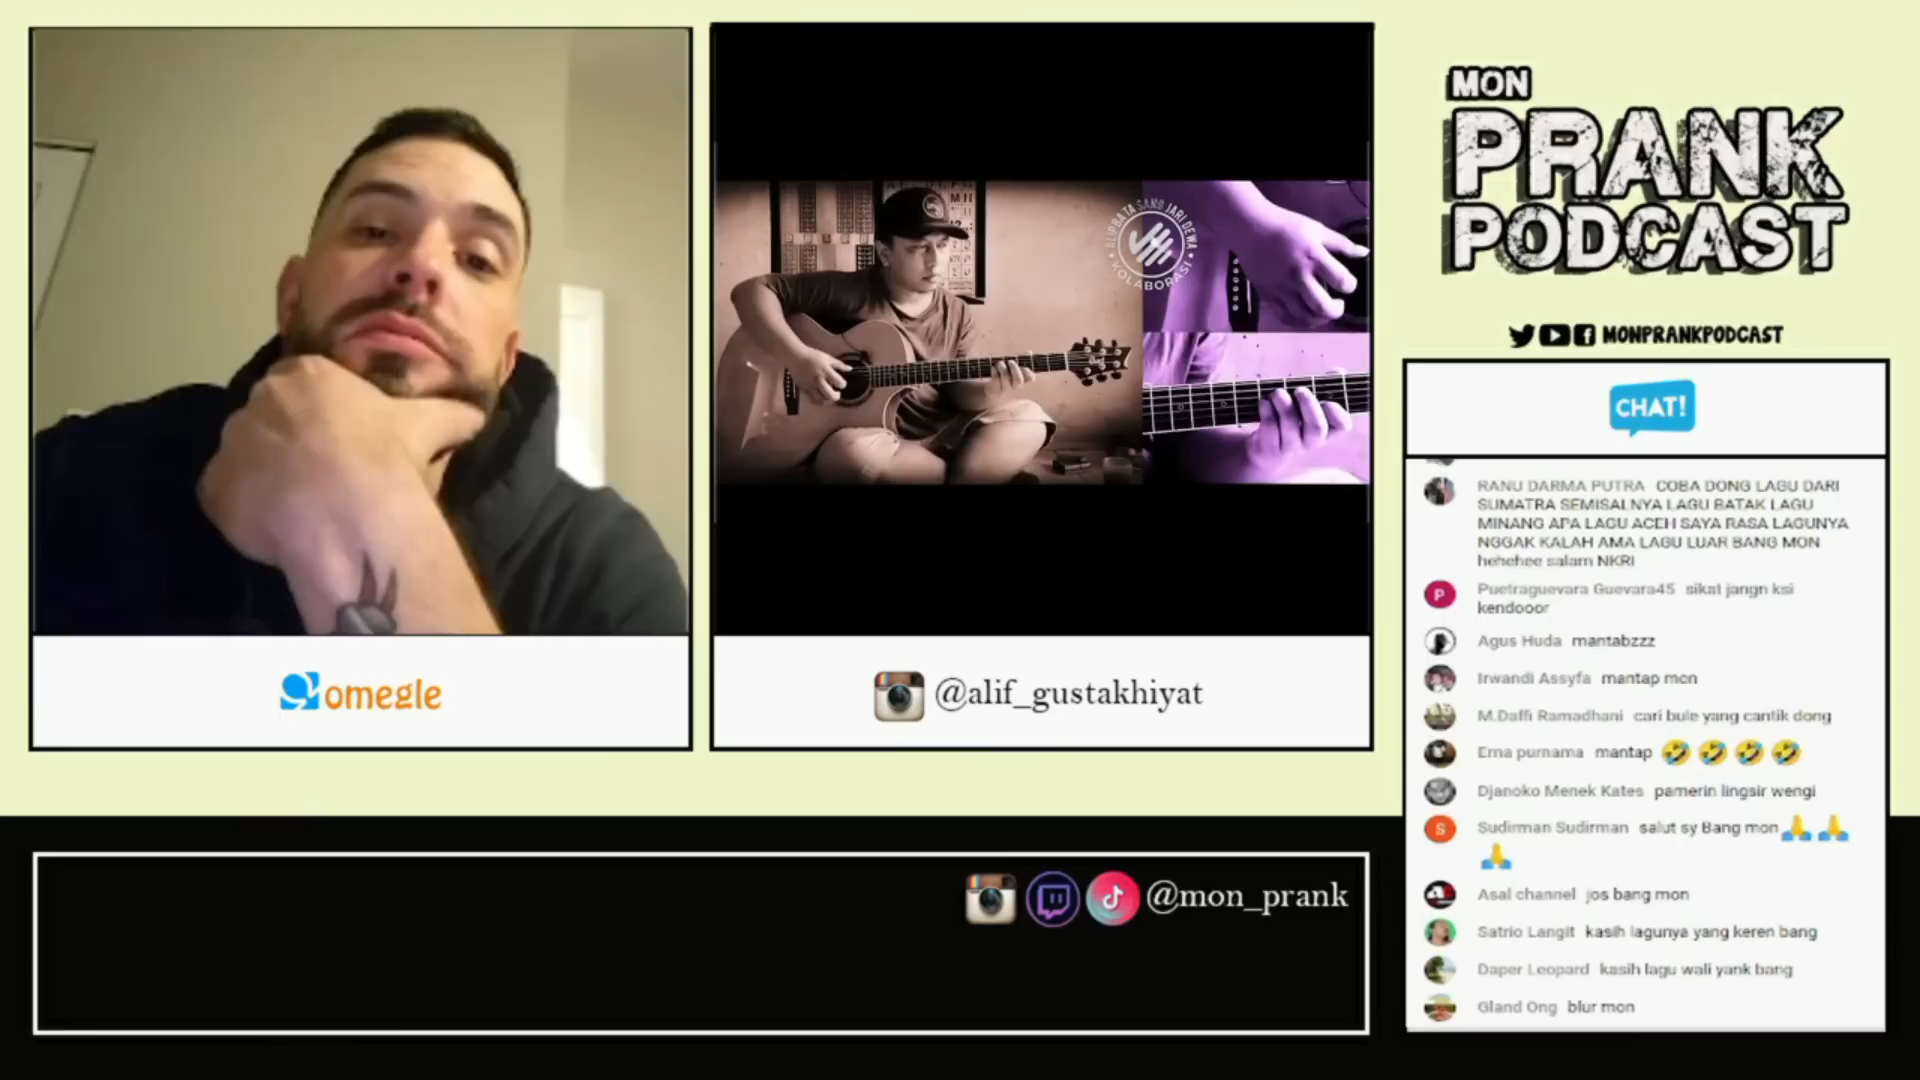 MON
PRANK
PODCAST
MONPRANKPODCAST
CHAT!
ALIPBATA SANG JARI DEWA
KOLABORASI
omegle
@alif_gustakhiyat
RANU DARMA PUTRA COBA DONG LAGU DARI
SUMATRA SEMISALNYA LAGU BATAK LAGU
MINANG APA LAGU ACEH SAYA RASA LAGUNYA
NGGAK KALAH AMA LAGU LUAR BANG MON
hehehee salam NKRI
P
Puetraguevara Guevara45 sikat jangn ksi
kendooor
Agus Huda mantabzzz
Irwandi Assyfa mantap mon
M.Daffi Ramadhani cari bule yang cantik dong
Erna purnama mantap 🤣 🤣 🤣 🤣
Djanoko Menek Kates pamerin lingsir wengi
S
Sudirman Sudirman salut sy Bang mon 🙏 🙏
🙏
Asal channel jos bang mon
Satrio Langit kasih lagunya yang keren bang
Daper Leopard kasih lagu wali yank bang
Gland Ong blur mon
@mon_prank